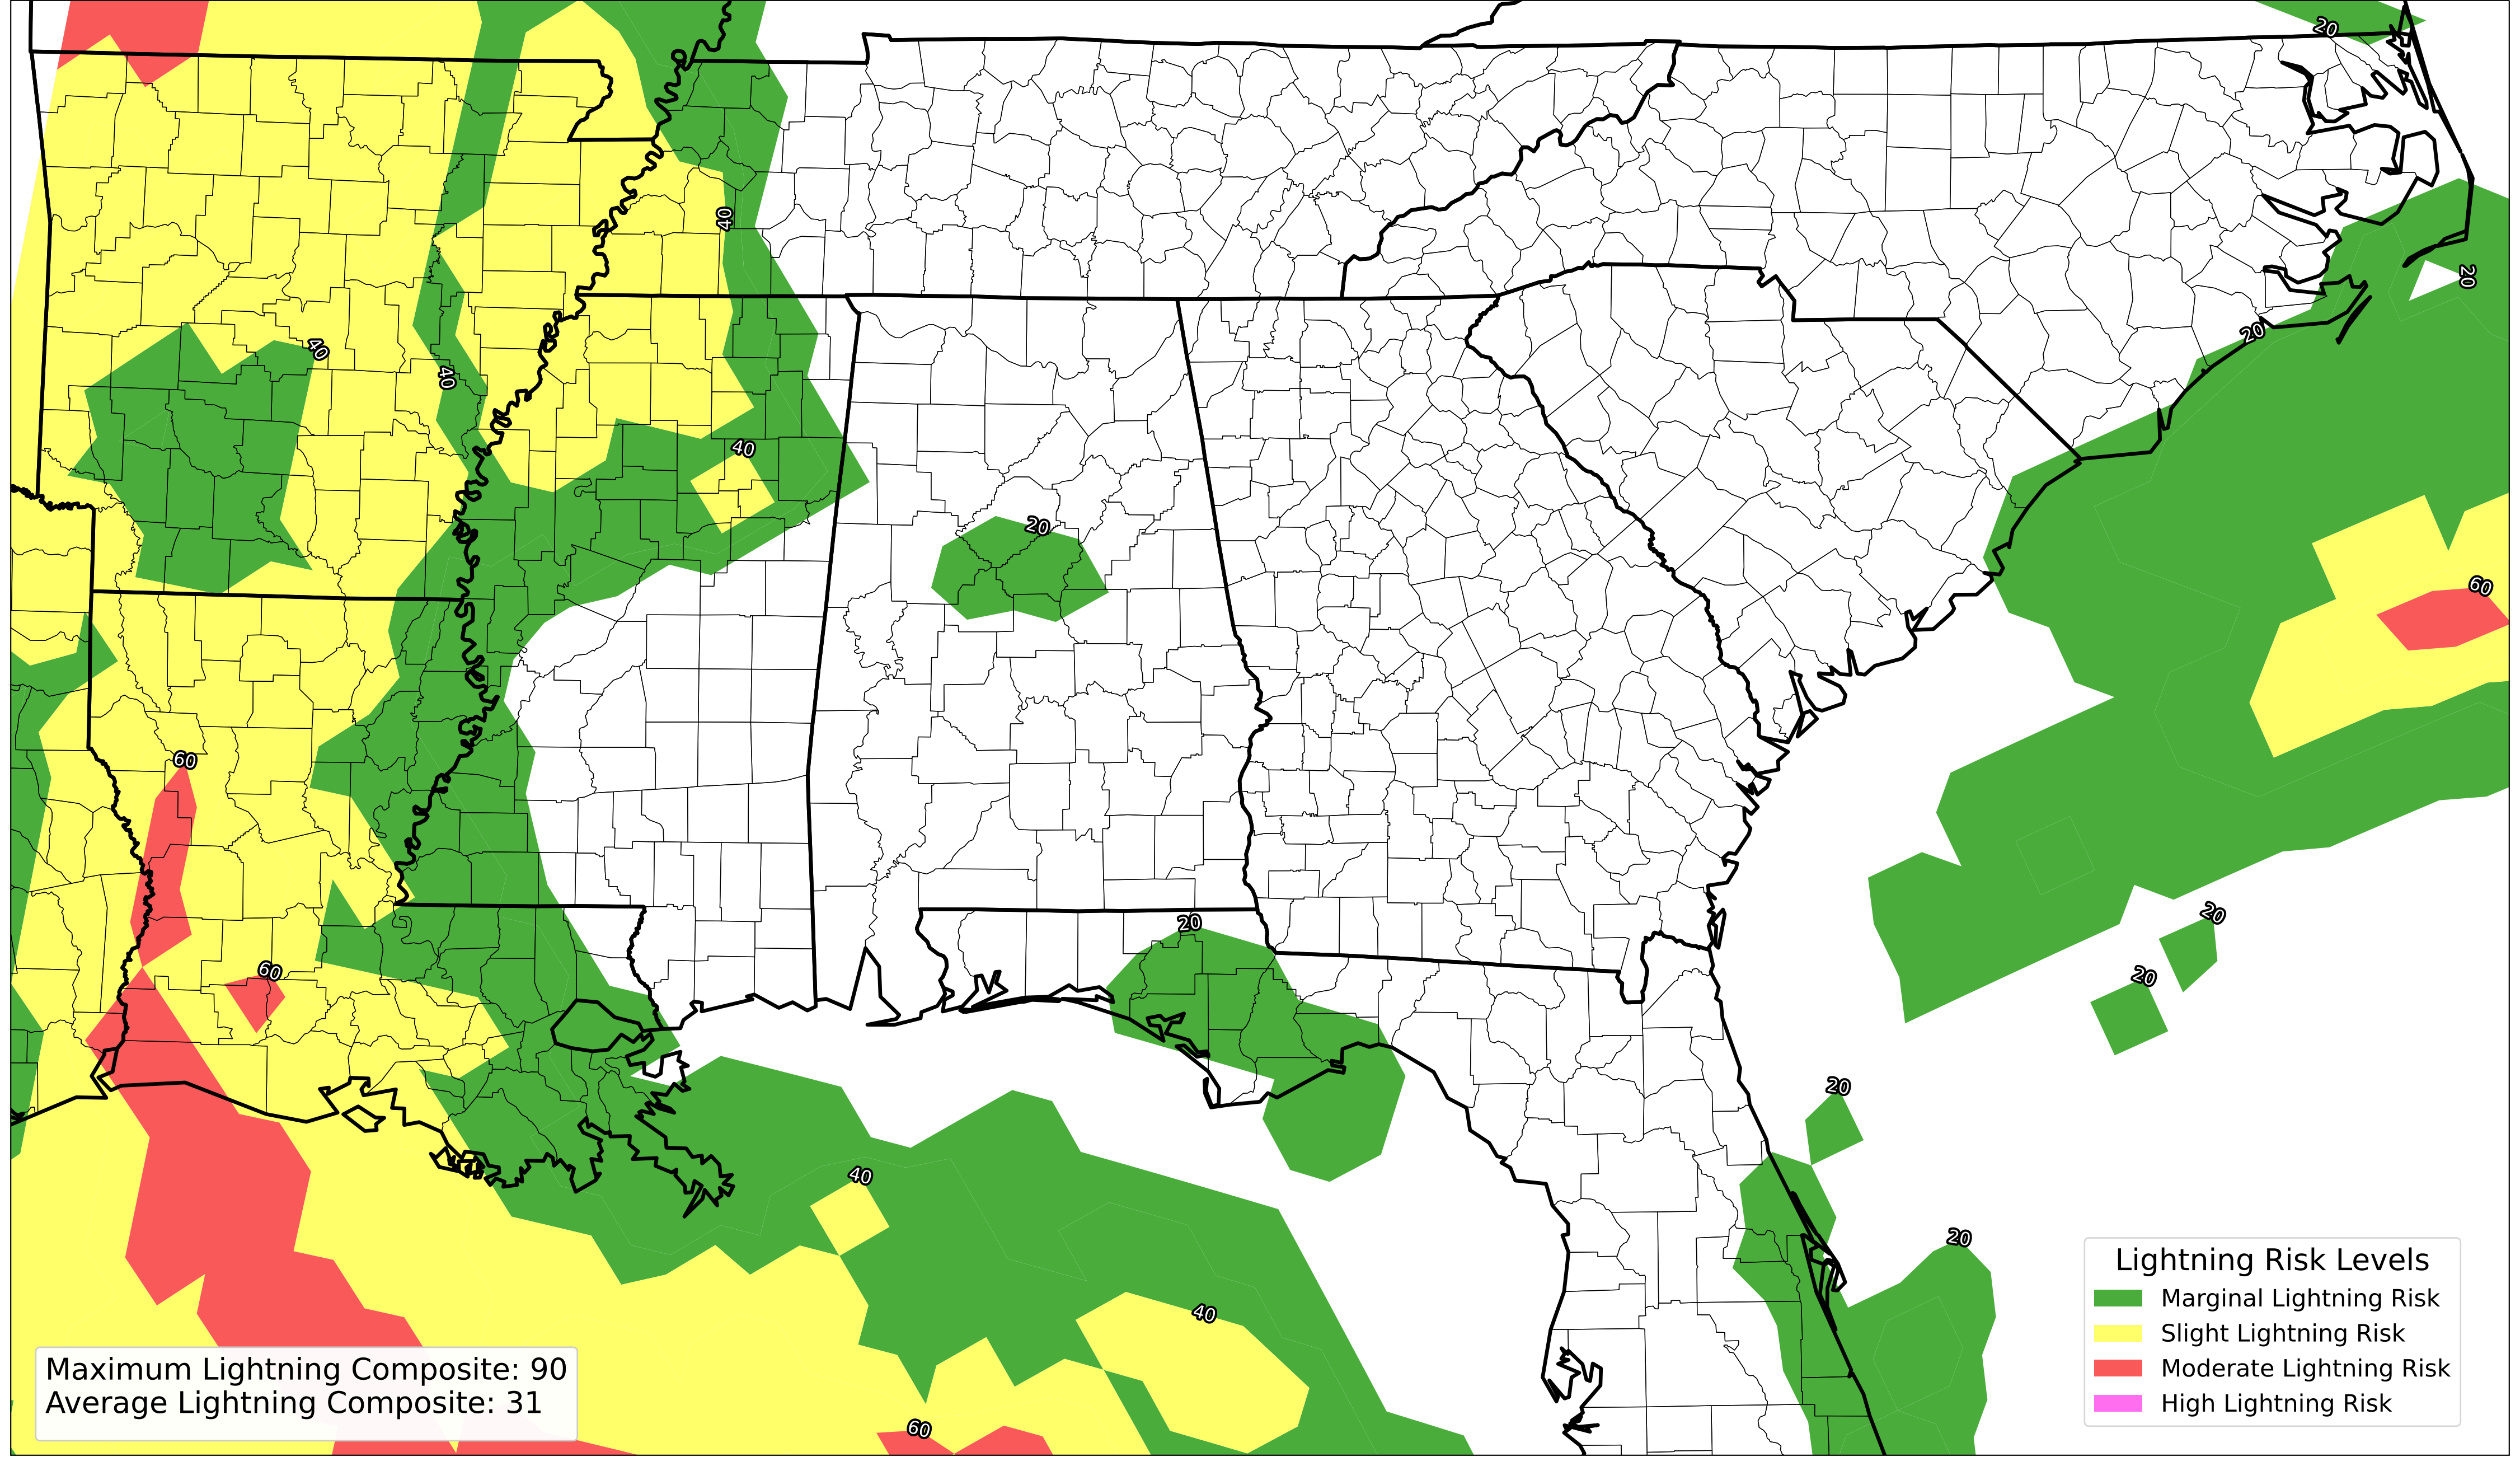 20
40
20
40
20
40
40
20
60
60
20
20
60
20
20
40
20
40
60
Lightning Risk Levels
Marginal Lightning Risk
Slight Lightning Risk
Moderate Lightning Risk
High Lightning Risk
Maximum Lightning Composite: 90
Average Lightning Composite: 31